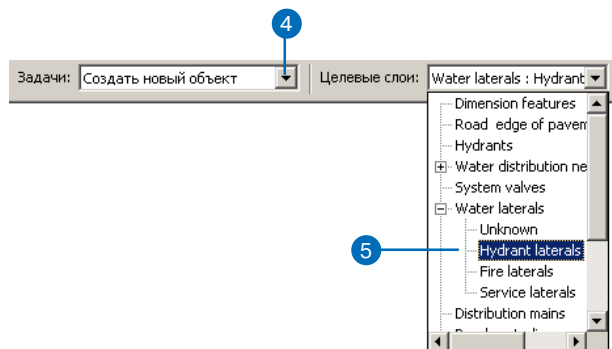 4
Задачи: Создать новый объект Целевые слои: Water laterals : Hydrant
Dimension features
Road edge of pavem
Hydrants
Water distribution ne
System valves
Water laterals
Unknown
5 Hydrant laterals
Fire laterals
Service laterals
Distribution mains